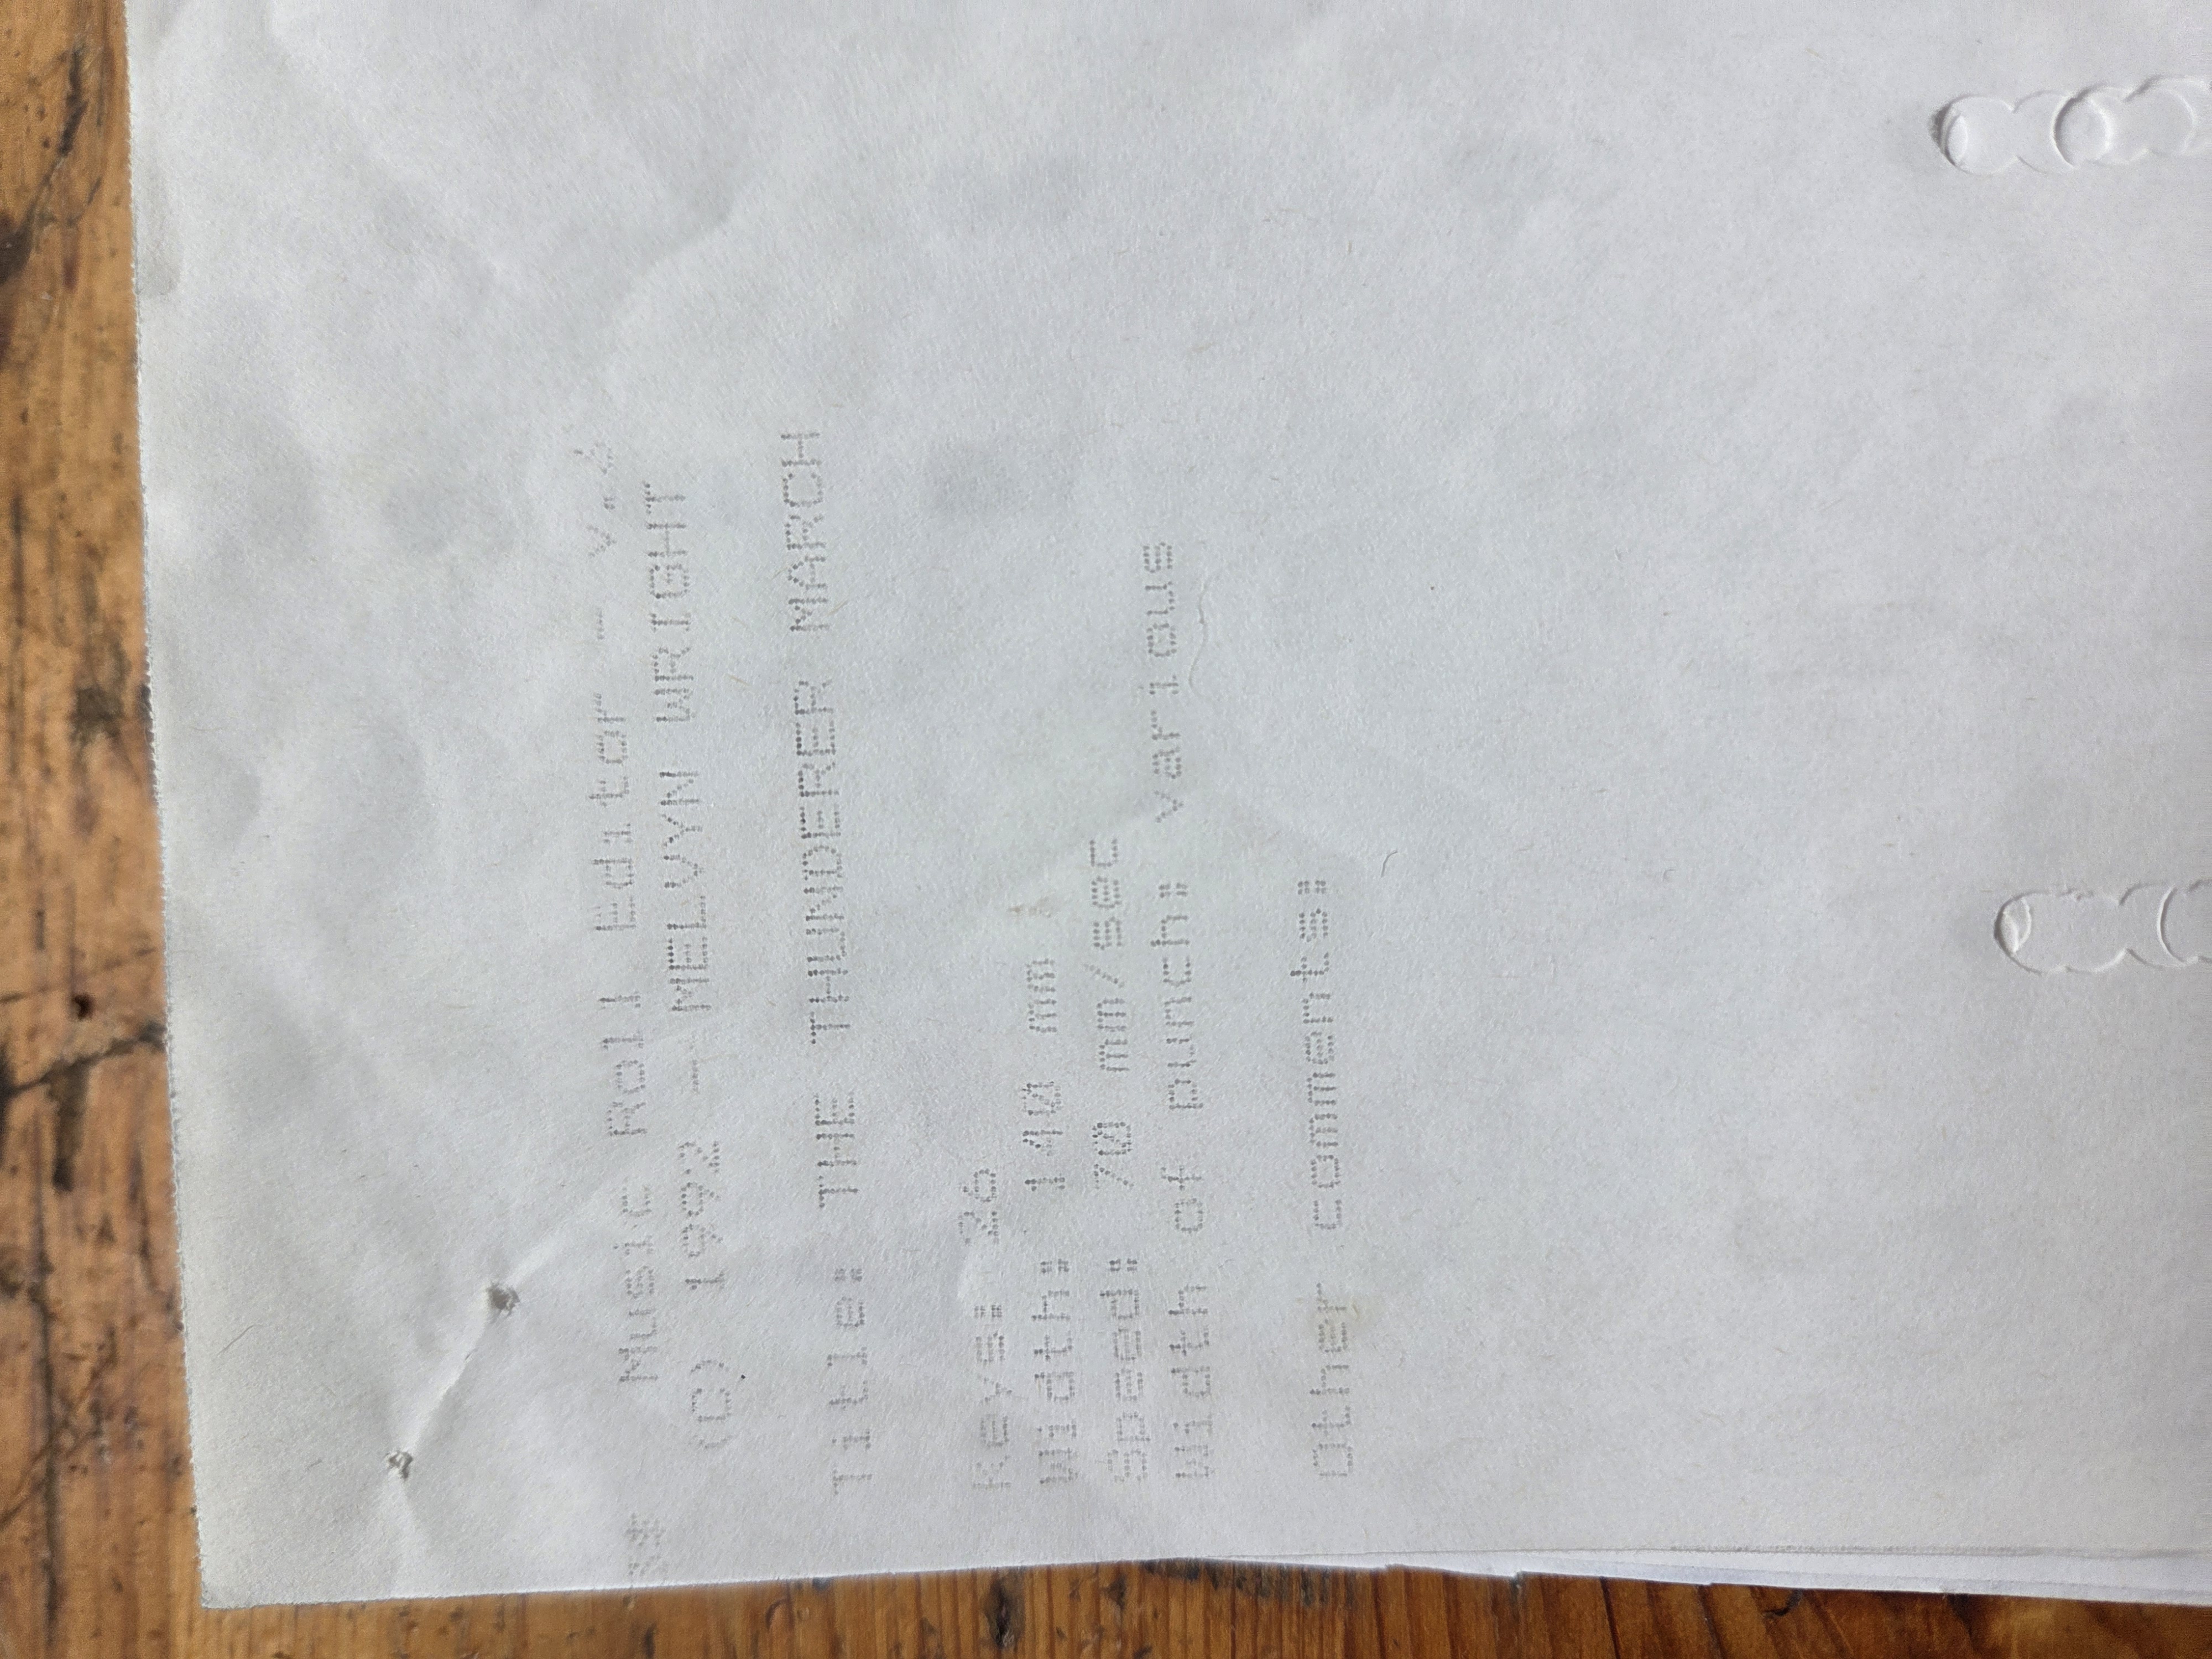 Music Roll Editor - V.2
(C) 1992 - MELVYN WRIGHT
Title: THE THUNDERER MARCH
Keys: 26
Width: 140 mm
Speed: 70 mm/sec
Width of punch: Various
Other comments: